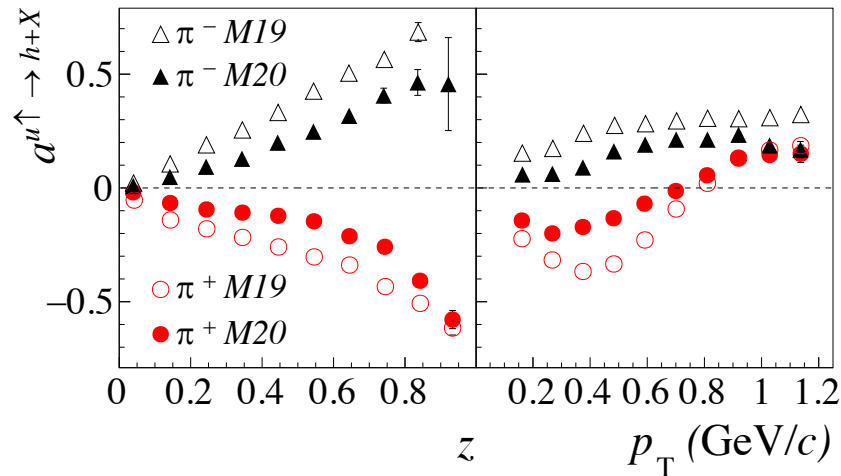 a^{u↑ → h+X}
0.5
0
−0.5
△ π⁻ M19
▲ π⁻ M20
○ π⁺ M19
● π⁺ M20
0 0.2 0.4 0.6 0.8
0.2 0.4 0.6 0.8 1 1.2
z
p_T (GeV/c)